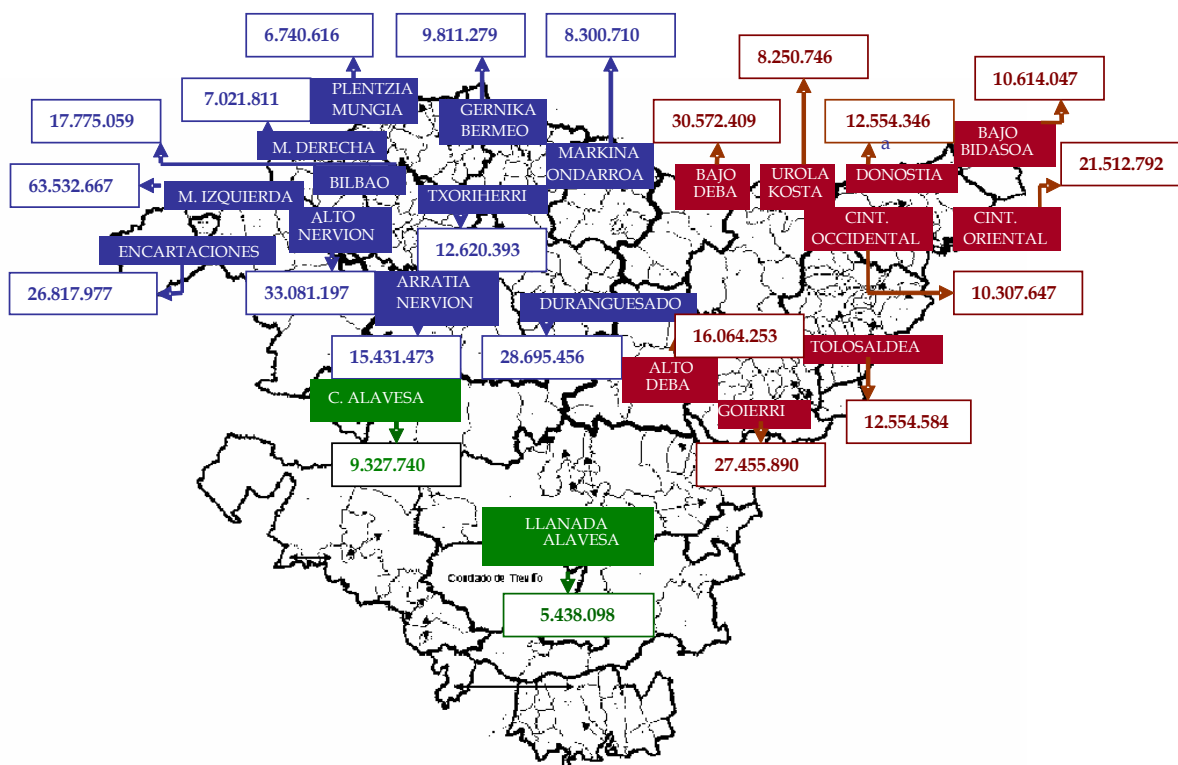 6.740.616
9.811.279
8.300.710
8.250.746
10.614.047
7.021.811
PLENTZIA
MUNGIA
GERNIKA
BERMEO
17.775.059
30.572.409
12.554.346
a
BAJO
BIDASOA
M. DERECHA
MARKINA
ONDARROA
21.512.792
63.532.667
BILBAO
BAJO
DEBA
UROLA
KOSTA
DONOSTIA
M. IZQUIERDA
TXORIHERRI
ALTO
NERVION
CINT.
OCCIDENTAL
CINT.
ORIENTAL
ENCARTACIONES
12.620.393
26.817.977
33.081.197
ARRATIA
NERVION
DURANGUESADO
10.307.647
15.431.473
28.695.456
16.064.253
TOLOSALDEA
ALTO
DEBA
C. ALAVESA
GOIERRI
12.554.584
9.327.740
27.455.890
LLANADA
ALAVESA
Condado de Treviño
5.438.098